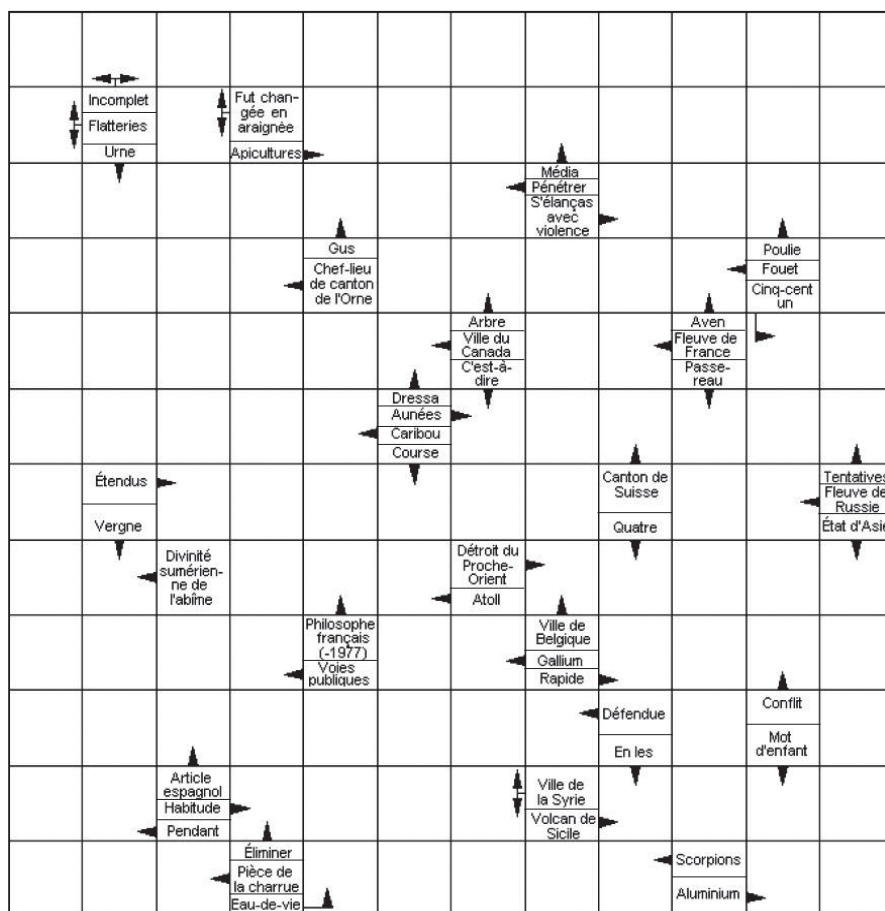 Incomplet
Flatteries
Urne
Fut chan-
gée en
araignée
Apicultures
Média
Pénétrer
S'élanças
avec
violence
Gus
Chef-lieu
de canton
de l'Orne
Poulie
Fouet
Cinq-cent
un
Arbre
Ville du
Canada
C'est-à-
dire
Aven
Fleuve de
France
Passe-
reau
Dressa
Aunées
Caribou
Course
Étendus
Vergne
Canton de
Suisse
Quatre
Tentatives
Fleuve de
Russie
État d'Asie
Divinité
sumérien-
ne de
l'abîme
Détroit du
Proche-
Orient
Atoll
Philosophe
français
(-1977)
Voies
publiques
Ville de
Belgique
Gallium
Rapide
Défendue
En les
Conflit
Mot
d'enfant
Article
espagnol
Habitude
Pendant
Ville de
la Syrie
Volcan de
Sicile
Éliminer
Pièce de
la charrue
Eau-de-vie
Scorpions
Aluminium